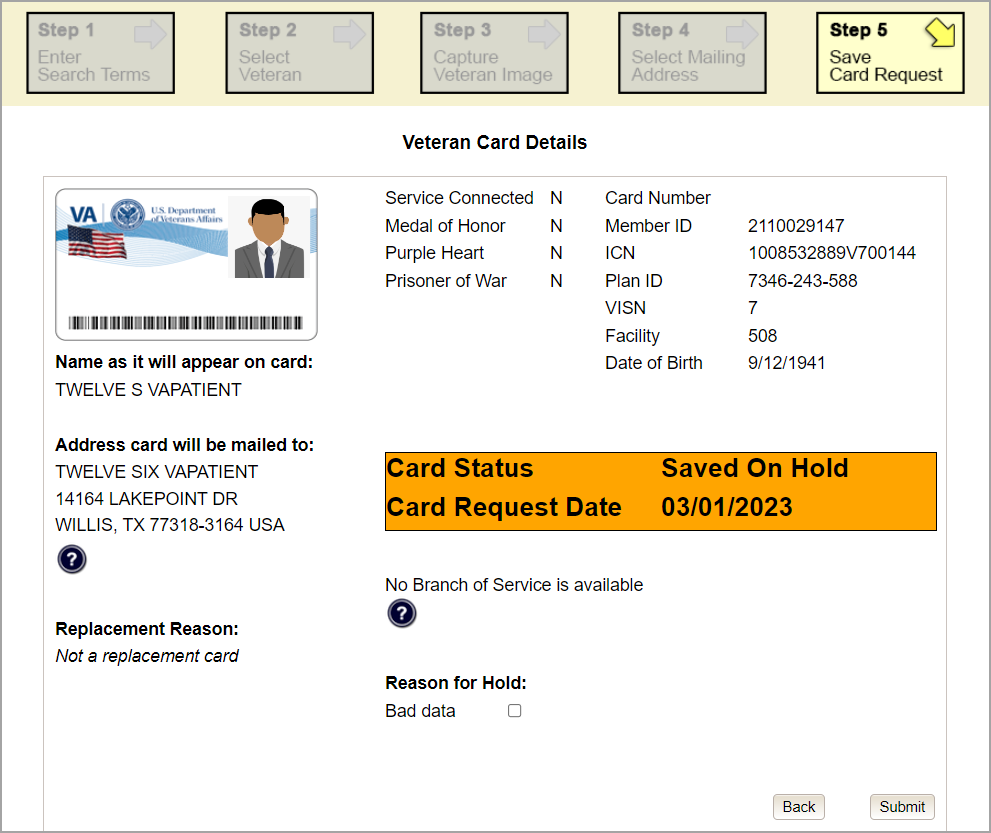 Step 1
Enter
Search Terms
Step 2
Select
Veteran
Step 3
Capture
Veteran Image
Step 4
Select Mailing
Address
Step 5
Save
Card Request
Veteran Card Details
VA
U.S. Department
of Veterans Affairs
Name as it will appear on card:
TWELVE S VAPATIENT
Address card will be mailed to:
TWELVE SIX VAPATIENT
14164 LAKEPOINT DR
WILLIS, TX 77318-3164 USA
?
Replacement Reason:
Not a replacement card
Service Connected N
Medal of Honor N
Purple Heart N
Prisoner of War N
Card Number
Member ID 2110029147
ICN 1008532889V700144
Plan ID 7346-243-588
VISN 7
Facility 508
Date of Birth 9/12/1941
Card Status Saved On Hold
Card Request Date 03/01/2023
No Branch of Service is available
?
Reason for Hold:
Bad data
Back Submit